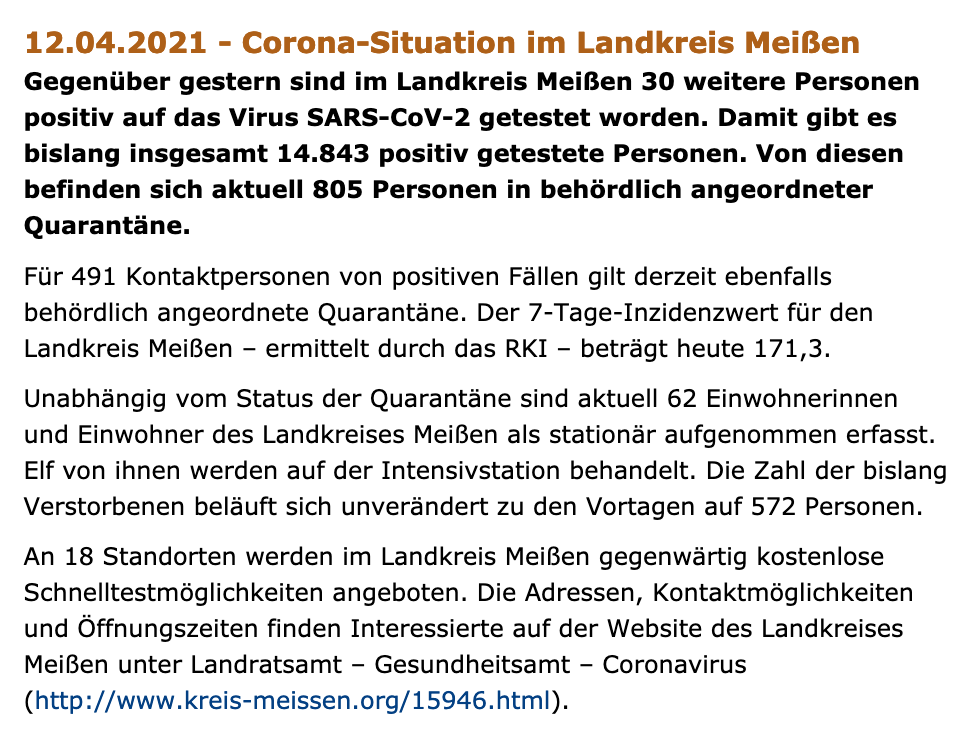 12.04.2021 - Corona-Situation im Landkreis Meißen
Gegenüber gestern sind im Landkreis Meißen 30 weitere Personen
positiv auf das Virus SARS-CoV-2 getestet worden. Damit gibt es
bislang insgesamt 14.843 positiv getestete Personen. Von diesen
befinden sich aktuell 805 Personen in behördlich angeordneter
Quarantäne.
Für 491 Kontaktpersonen von positiven Fällen gilt derzeit ebenfalls
behördlich angeordnete Quarantäne. Der 7-Tage-Inzidenzwert für den
Landkreis Meißen – ermittelt durch das RKI – beträgt heute 171,3.
Unabhängig vom Status der Quarantäne sind aktuell 62 Einwohnerinnen
und Einwohner des Landkreises Meißen als stationär aufgenommen erfasst.
Elf von ihnen werden auf der Intensivstation behandelt. Die Zahl der bislang
Verstorbenen beläuft sich unverändert zu den Vortagen auf 572 Personen.
An 18 Standorten werden im Landkreis Meißen gegenwärtig kostenlose
Schnelltestmöglichkeiten angeboten. Die Adressen, Kontaktmöglichkeiten
und Öffnungszeiten finden Interessierte auf der Website des Landkreises
Meißen unter Landratsamt – Gesundheitsamt – Coronavirus
(http://www.kreis-meissen.org/15946.html).